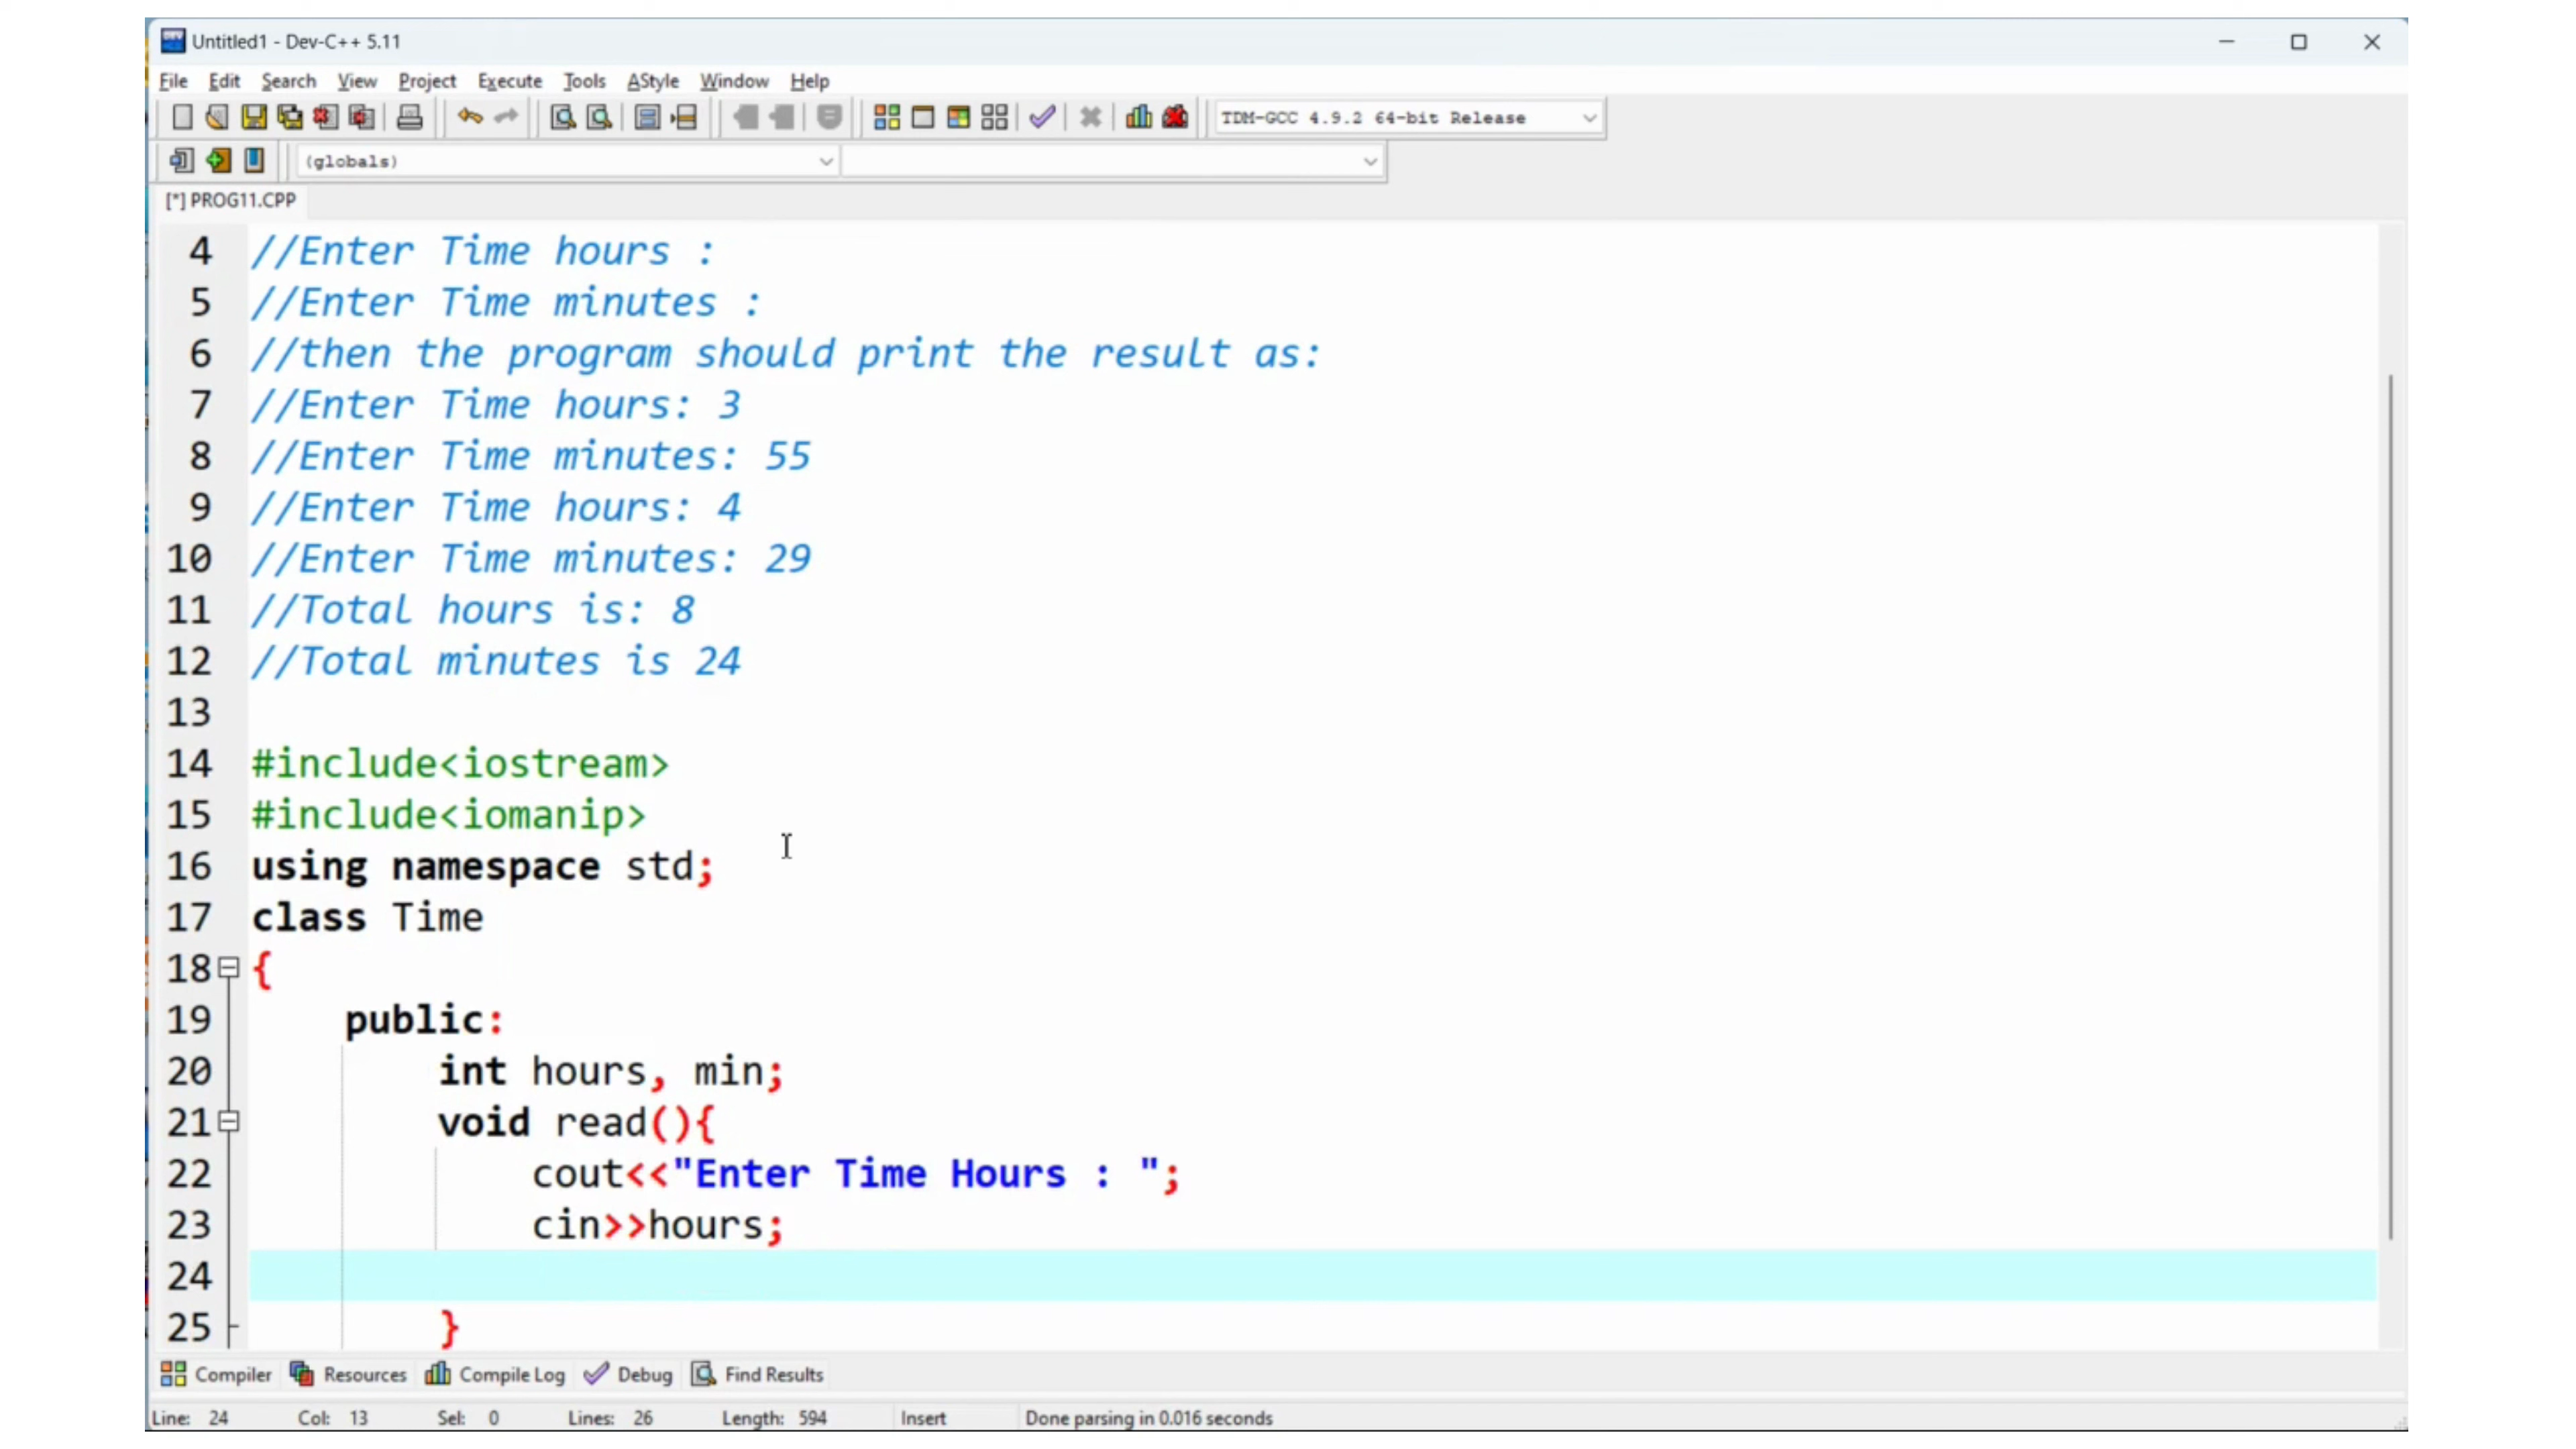 Untitled1 - Dev-C++ 5.11
File Edit Search View Project Execute Tools AStyle Window Help
TDM-GCC 4.9.2 64-bit Release
(globals)
[*] PROG11.CPP
4 //Enter Time hours :
5 //Enter Time minutes :
6 //then the program should print the result as:
7 //Enter Time hours: 3
8 //Enter Time minutes: 55
9 //Enter Time hours: 4
10 //Enter Time minutes: 29
11 //Total hours is: 8
12 //Total minutes is 24
13
14 #include<iostream>
15 #include<iomanip>
16 using namespace std;
17 class Time
18 {
19 public:
20 int hours, min;
21 void read(){
22 cout<<"Enter Time Hours : ";
23 cin>>hours;
24
25 }
Compiler Resources Compile Log Debug Find Results
Line: 24 Col: 13 Sel: 0 Lines: 26 Length: 594 Insert Done parsing in 0.016 seconds